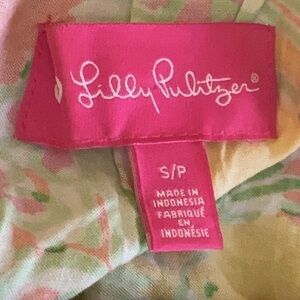 Lilly Pulitzer®
S/P
MADE IN
INDONESIA
FABRIQUÉ
EN
INDONÉSIE